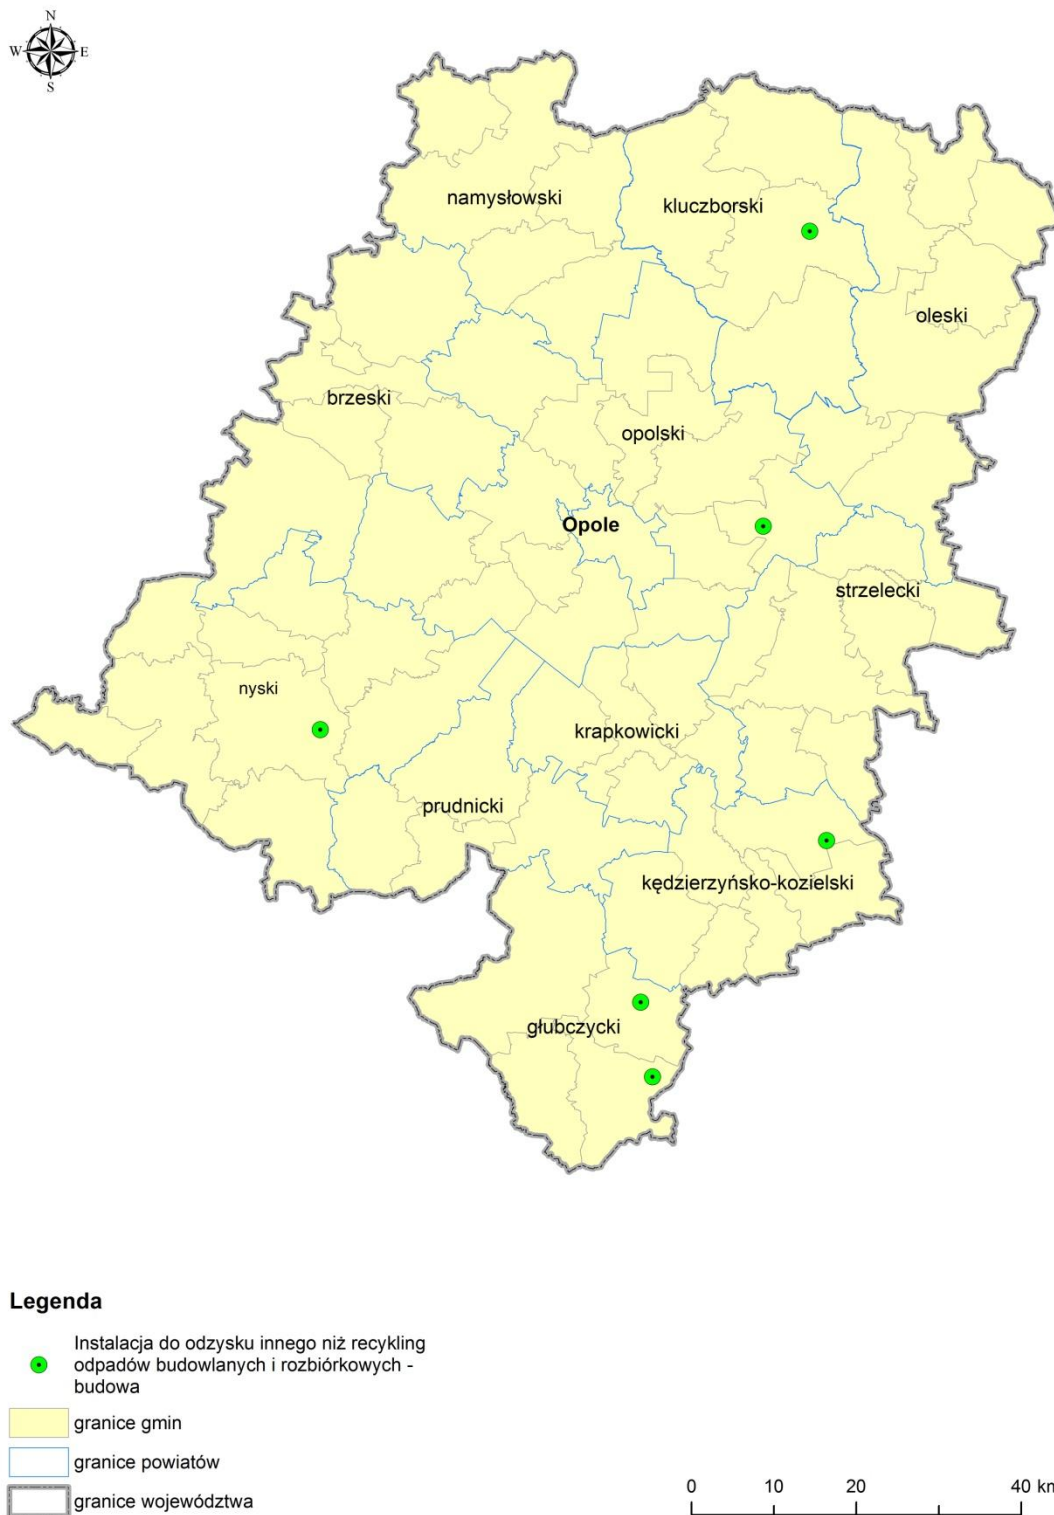 N
W E
S
namysłowski
kluczborski
oleski
brzeski
opolski
Opole
strzelecki
nyski
krapkowicki
prudnicki
kędzierzyńsko-kozielski
głubczycki
Legenda
Instalacja do odzysku innego niż recykling
odpadów budowlanych i rozbiórkowych -
budowa
granice gmin
granice powiatów
granice województwa
0 10 20 40 km